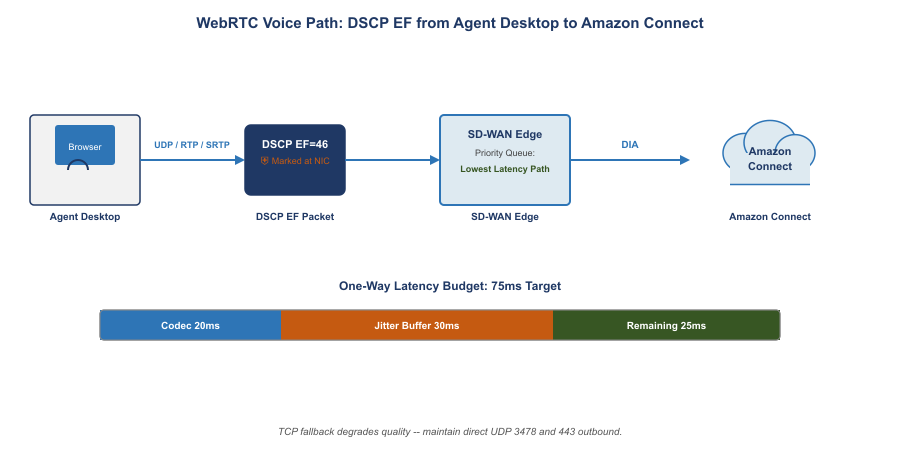 WebRTC Voice Path: DSCP EF from Agent Desktop to Amazon Connect
Browser
Agent Desktop
UDP / RTP / SRTP
DSCP EF=46
⛨ Marked at NIC
DSCP EF Packet
SD-WAN Edge
Priority Queue:
Lowest Latency Path
SD-WAN Edge
DIA
Amazon
Connect
Amazon Connect
One-Way Latency Budget: 75ms Target
Codec 20ms
Jitter Buffer 30ms
Remaining 25ms
TCP fallback degrades quality -- maintain direct UDP 3478 and 443 outbound.